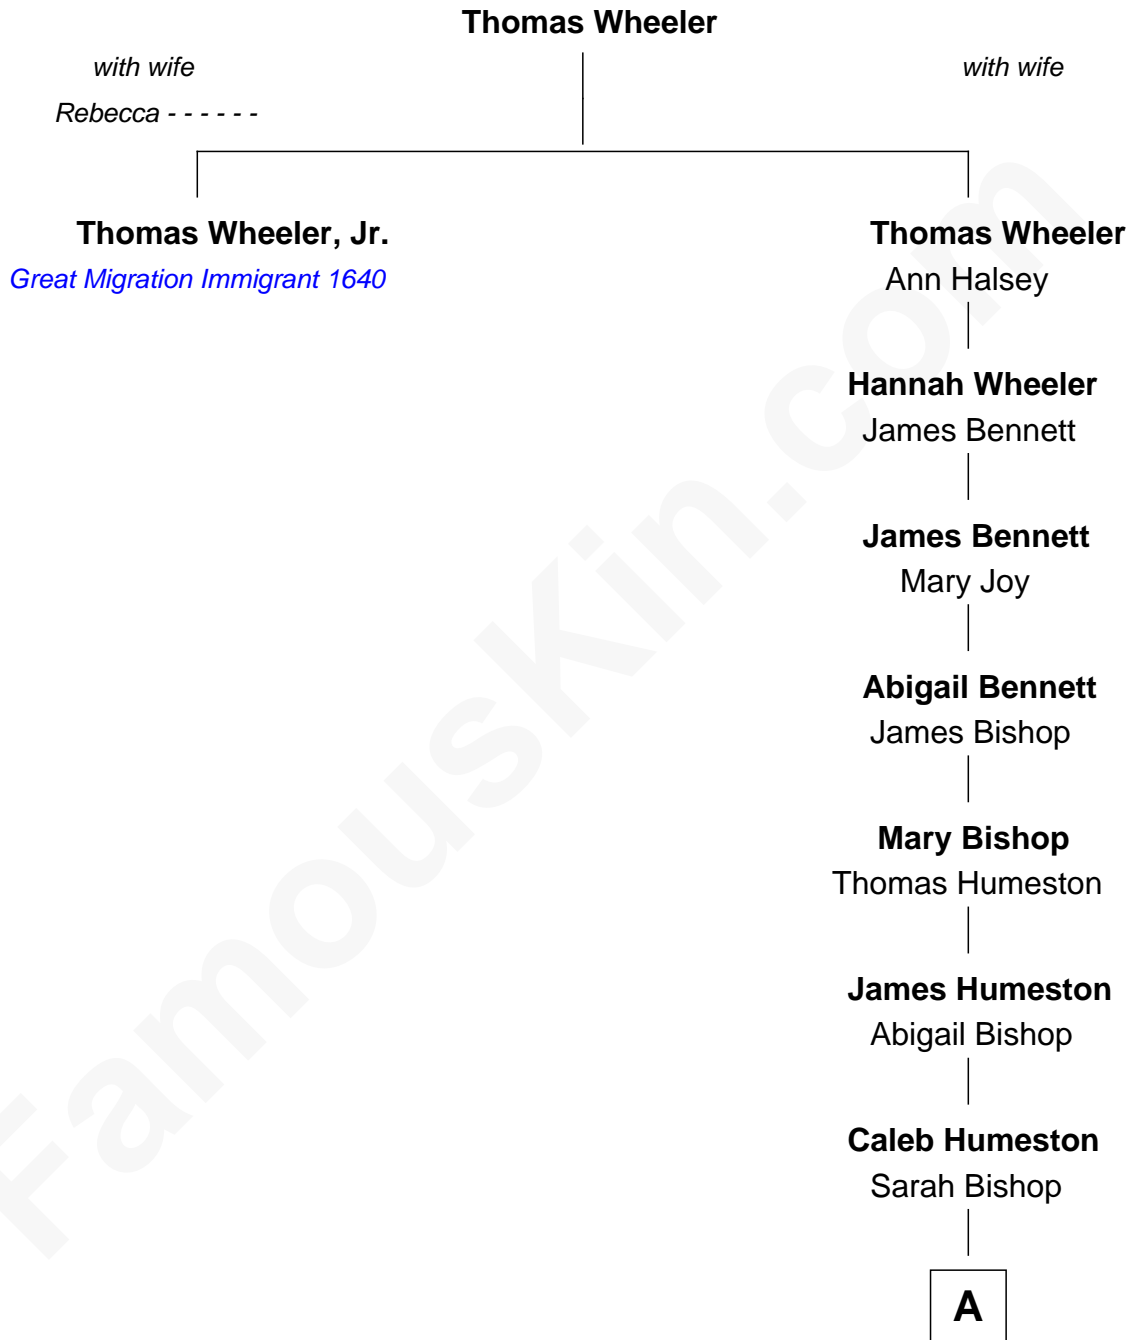 Thomas Wheeler
with wife
with wife
Rebecca - - - - - -
Thomas Wheeler, Jr.
Great Migration Immigrant 1640
Thomas Wheeler
Ann Halsey
Hannah Wheeler
James Bennett
James Bennett
Mary Joy
Abigail Bennett
James Bishop
Mary Bishop
Thomas Humeston
James Humeston
Abigail Bishop
Caleb Humeston
Sarah Bishop
A
FamousKin.com